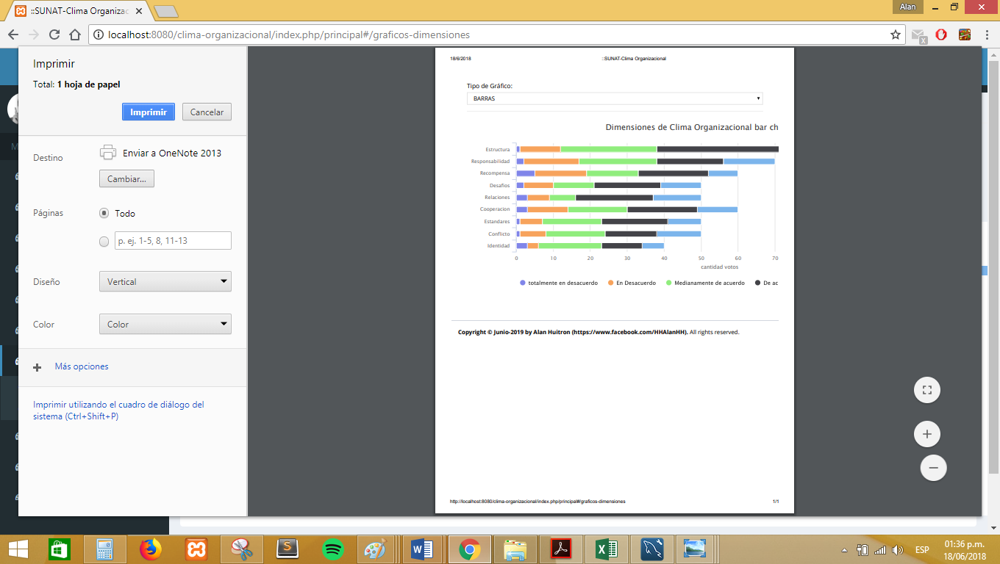 Alan
::SUNAT-Clima Organizac
localhost:8080/clima-organizacional/index.php/principal#/graficos-dimensiones
Imprimir
Total: 1 hoja de papel
Imprimir
Cancelar
Destino
Enviar a OneNote 2013
Cambiar...
Páginas
Todo
p. ej. 1-5, 8, 11-13
Diseño
Vertical
Color
Color
Más opciones
Imprimir utilizando el cuadro de diálogo del
sistema (Ctrl+Shift+P)
18/6/2018
::SUNAT-Clima Organizacional
Tipo de Gráfico:
BARRAS
Dimensiones de Clima Organizacional bar ch
Estructura
Responsabilidad
Recompensa
Desafios
Relaciones
Cooperacion
Estandares
Conflicto
Identidad
0 10 20 30 40 50 60 70
cantidad votos
totalmente en desacuerdo En Desacuerdo Medianamente de acuerdo De ac
Copyright © Junio-2019 by Alan Huitron (https://www.facebook.com/HHAlanHH). All rights reserved.
http://localhost:8080/clima-organizacional/index.php/principal#/graficos-dimensiones
1/1
M
ESP
01:36 p.m.
18/06/2018